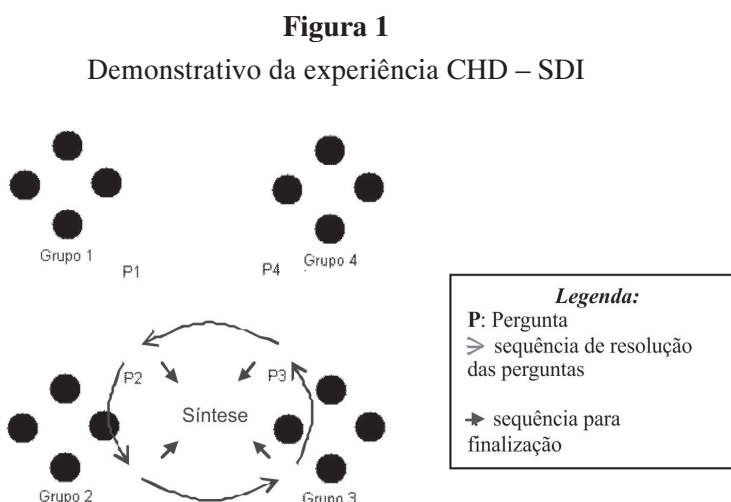 Figura 1
Demonstrativo da experiência CHD – SDI
Grupo 1
P1
P4
Grupo 4
Legenda:
P: Pergunta
sequência de resolução
das perguntas
sequência para
finalização
P2
P3
Síntese
Grupo 2
Grupo 3